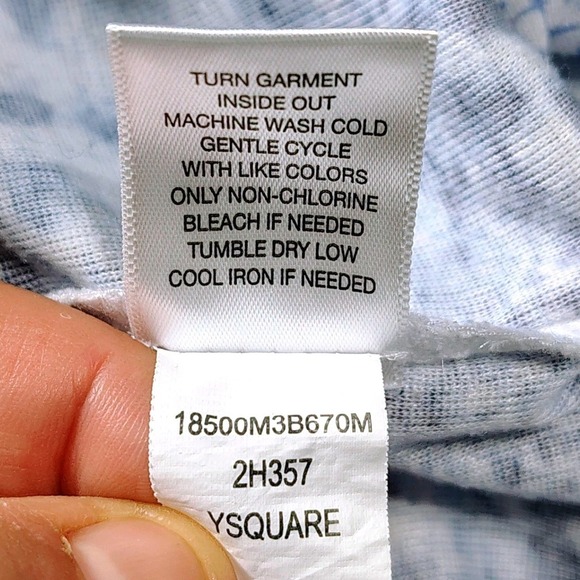 TURN GARMENT
INSIDE OUT
MACHINE WASH COLD
GENTLE CYCLE
WITH LIKE COLORS
ONLY NON-CHLORINE
BLEACH IF NEEDED
TUMBLE DRY LOW
COOL IRON IF NEEDED
18500M3B670M
2H357
YSQUARE